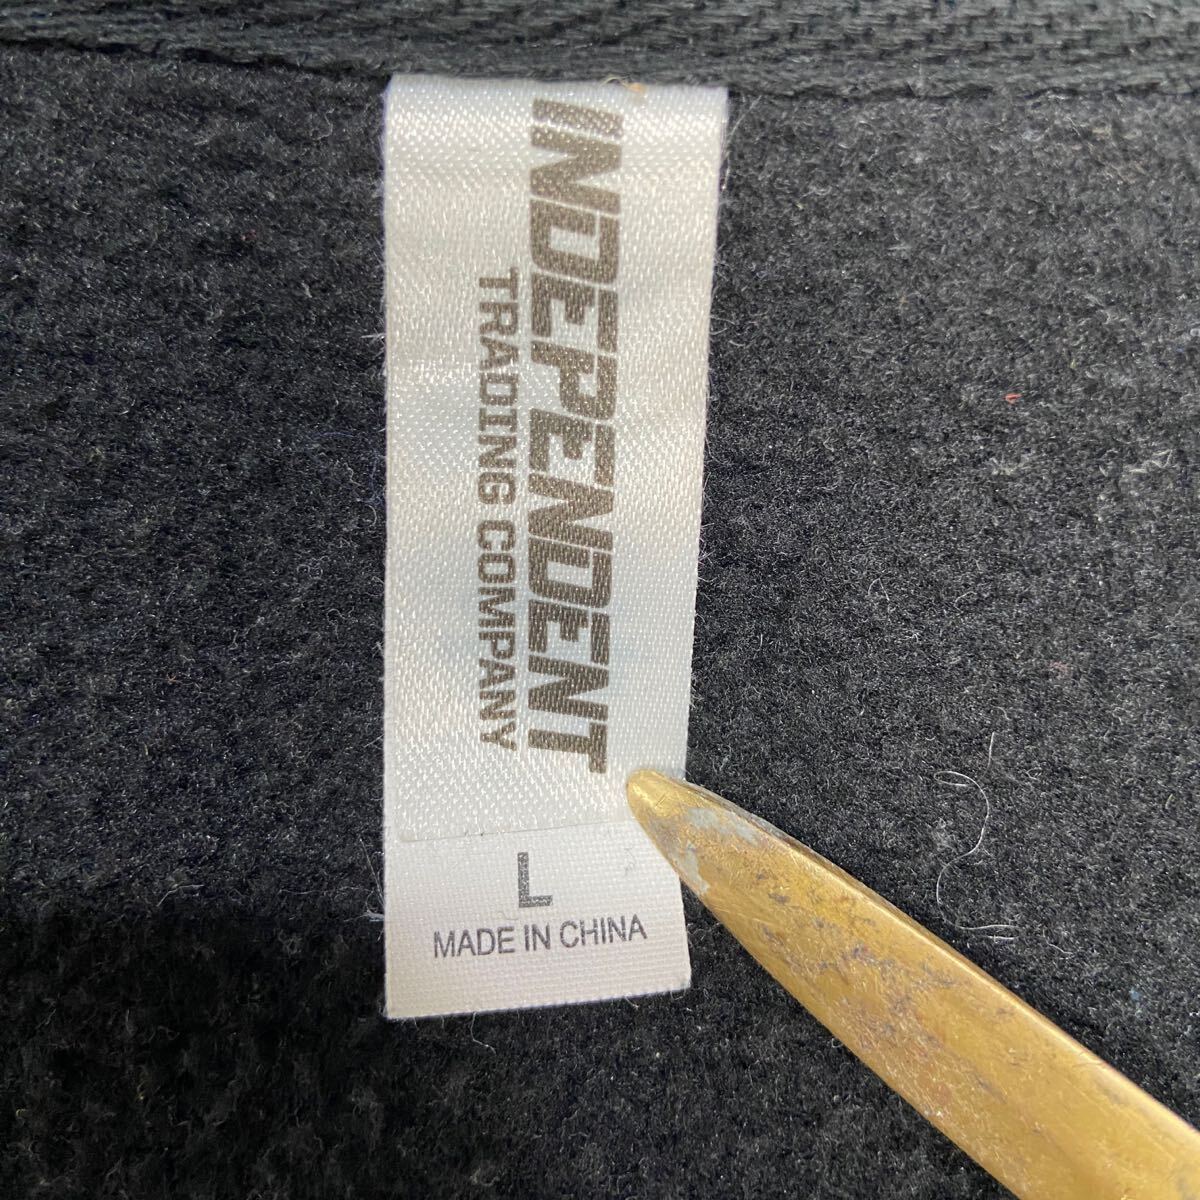 INDEPENDENT
TRADING COMPANY
L
MADE IN CHINA